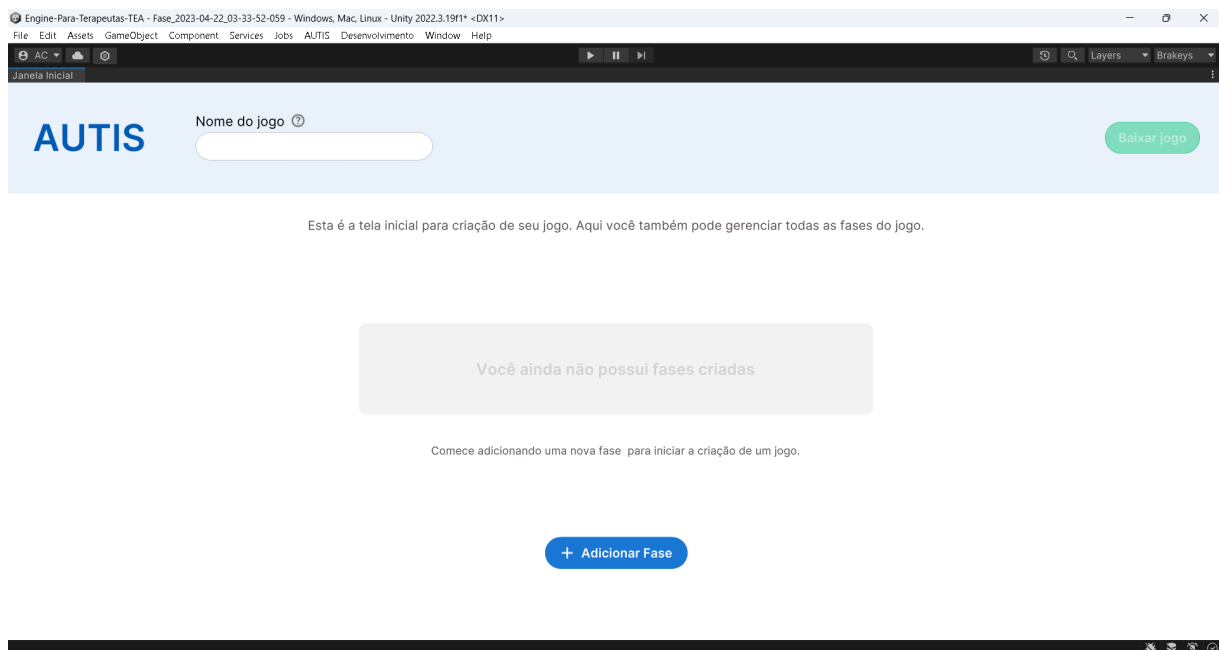 Engine-Para-Terapeutas-TEA - Fase_2023-04-22_03-33-52-059 - Windows, Mac, Linux - Unity 2022.3.19f1* <DX11>
File Edit Assets GameObject Component Services Jobs AUTIS Desenvolvimento Window Help
AC Layers Brakeys
Janela Inicial
Nome do jogo
AUTIS
Baixar jogo
Esta é a tela inicial para criação de seu jogo. Aqui você também pode gerenciar todas as fases do jogo.
Você ainda não possui fases criadas
Comece adicionando uma nova fase para iniciar a criação de um jogo.
+ Adicionar Fase